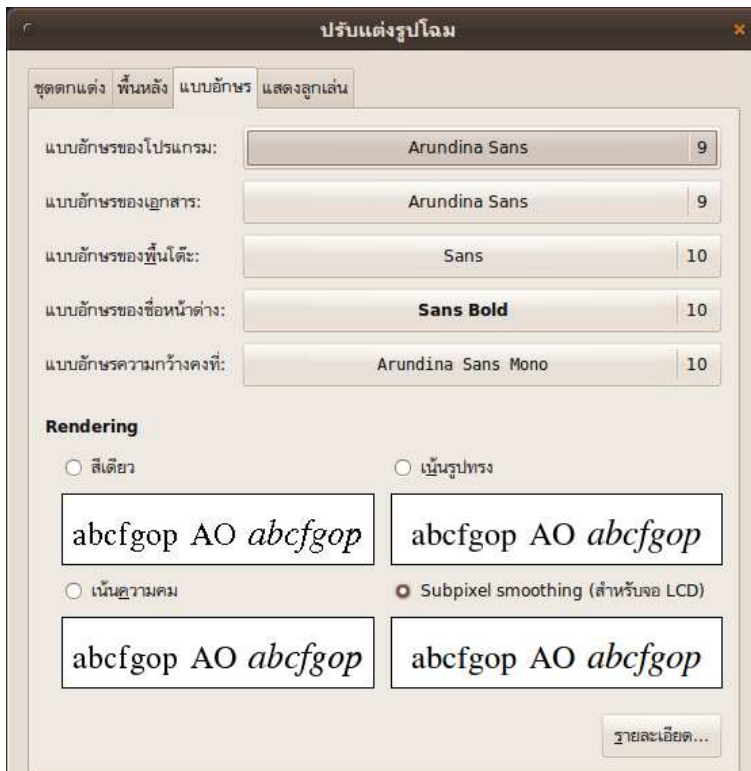 ปรับแต่งรูปโฉม
ชุดตกแต่ง พื้นหลัง แบบอักษร แสดงลูกเล่น
แบบอักษรของโปรแกรม: Arundina Sans 9
แบบอักษรของเอกสาร: Arundina Sans 9
แบบอักษรของพื้นโต๊ะ: Sans 10
แบบอักษรของชื่อหน้าต่าง: Sans Bold 10
แบบอักษรความกว้างคงที่: Arundina Sans Mono 10
Rendering
สีเดียว เน้นรูปทรง
abcfgop AO abcfgop abcfgop AO abcfgop
เน้นความคม Subpixel smoothing (สำหรับจอ LCD)
abcfgop AO abcfgop abcfgop AO abcfgop
รายละเอียด...